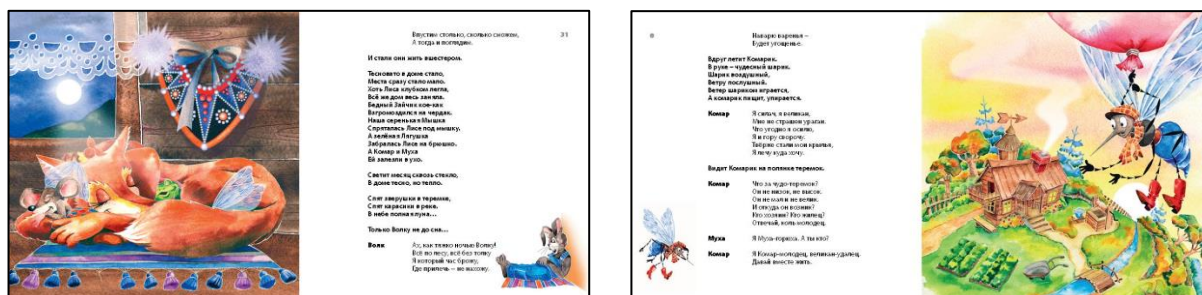 Впустим столько, сколько сможем,
А тогда и поглядим.
31
И стали они жить вшестером.
Тесновато в доме стало,
Места сразу стало мало.
Хоть Лиса клубком легла,
Всё же дом весь заняла.
Бедный Зайчик кое-как
Взгромоздился на чердак.
Наша серенькая Мышка
Спряталась Лисе под мышку.
А зелёная Лягушка
Забралась Лисе на брюшко.
А Комар и Муха
Ей залезли в ухо.
Светит месяц сквозь стекло,
В доме тесно, но тепло.
Спят зверушки в теремке,
Спят карасики в реке.
В небе полная луна…
Только Волку не до сна…
Волк Ах, как тяжко ночью Волку!
Всё по лесу, всё без толку
Я который час брожу,
Где прилечь – не нахожу.
Наварю варенья –
Будет угощенье.
Вдруг летит Комарик.
В руке – чудесный шарик.
Шарик воздушный,
Ветру послушный.
Ветер шариком играется,
А комарик пищит, упирается.
Комар Я силач, я великан,
Мне не страшен ураган.
Что угодно я осилю,
Я и гору сворочу.
Твёрже стали мои крылья,
Я лечу куда хочу.
Видит Комарик на полянке теремок.
Комар Что за чудо-теремок?
Он не низок, не высок.
Он не мал и не велик.
И откуда он возник?
Кто хозяин? Кто жилец?
Отвечай, коль молодец.
Муха Я Муха-горюха. А ты кто?
Комар Я Комар-молодец, великан-удалец.
Давай вместе жить.